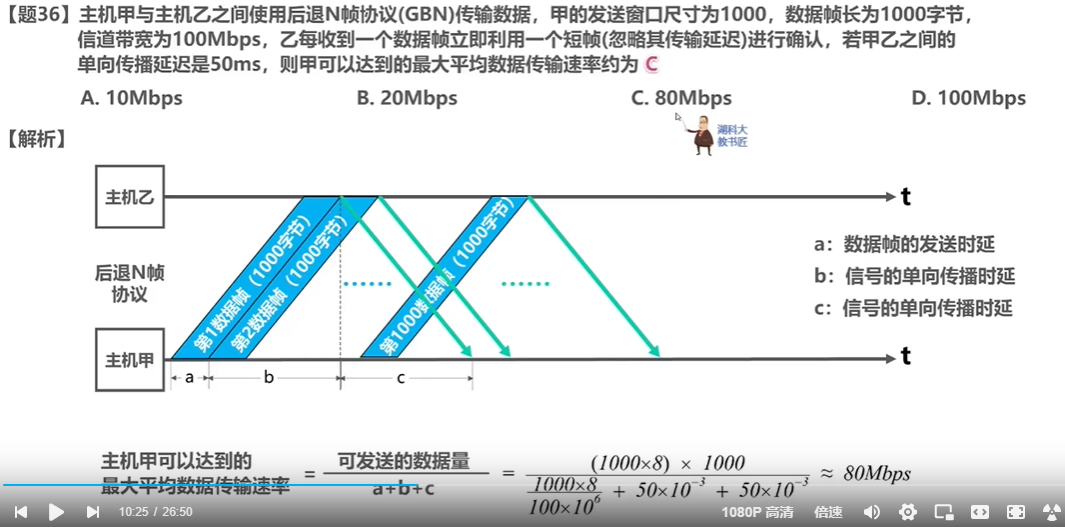 【题36】主机甲与主机乙之间使用后退N帧协议(GBN)传输数据，甲的发送窗口尺寸为1000，数据帧长为1000字节，
信道带宽为100Mbps，乙每收到一个数据帧立即利用一个短帧(忽略其传输延迟)进行确认，若甲乙之间的
单向传播延迟是50ms，则甲可以达到的最大平均数据传输速率约为 C
A. 10Mbps B. 20Mbps C. 80Mbps D. 100Mbps
湖科大
教书匠
【解析】
主机乙
t
第1数据帧（1000字节）
第2数据帧（1000字节）
......
第1000数据帧（1000字节）
......
后退N帧
协议
a：数据帧的发送时延
b：信号的单向传播时延
c：信号的单向传播时延
主机甲
t
a b c
主机甲可以达到的
最大平均数据传输速率
=
可发送的数据量
a+b+c
=
(1000×8) × 1000
1000×8
100×10⁶
+ 50×10⁻³ + 50×10⁻³
≈ 80Mbps
10:25 / 26:50 1080P 高清 倍速